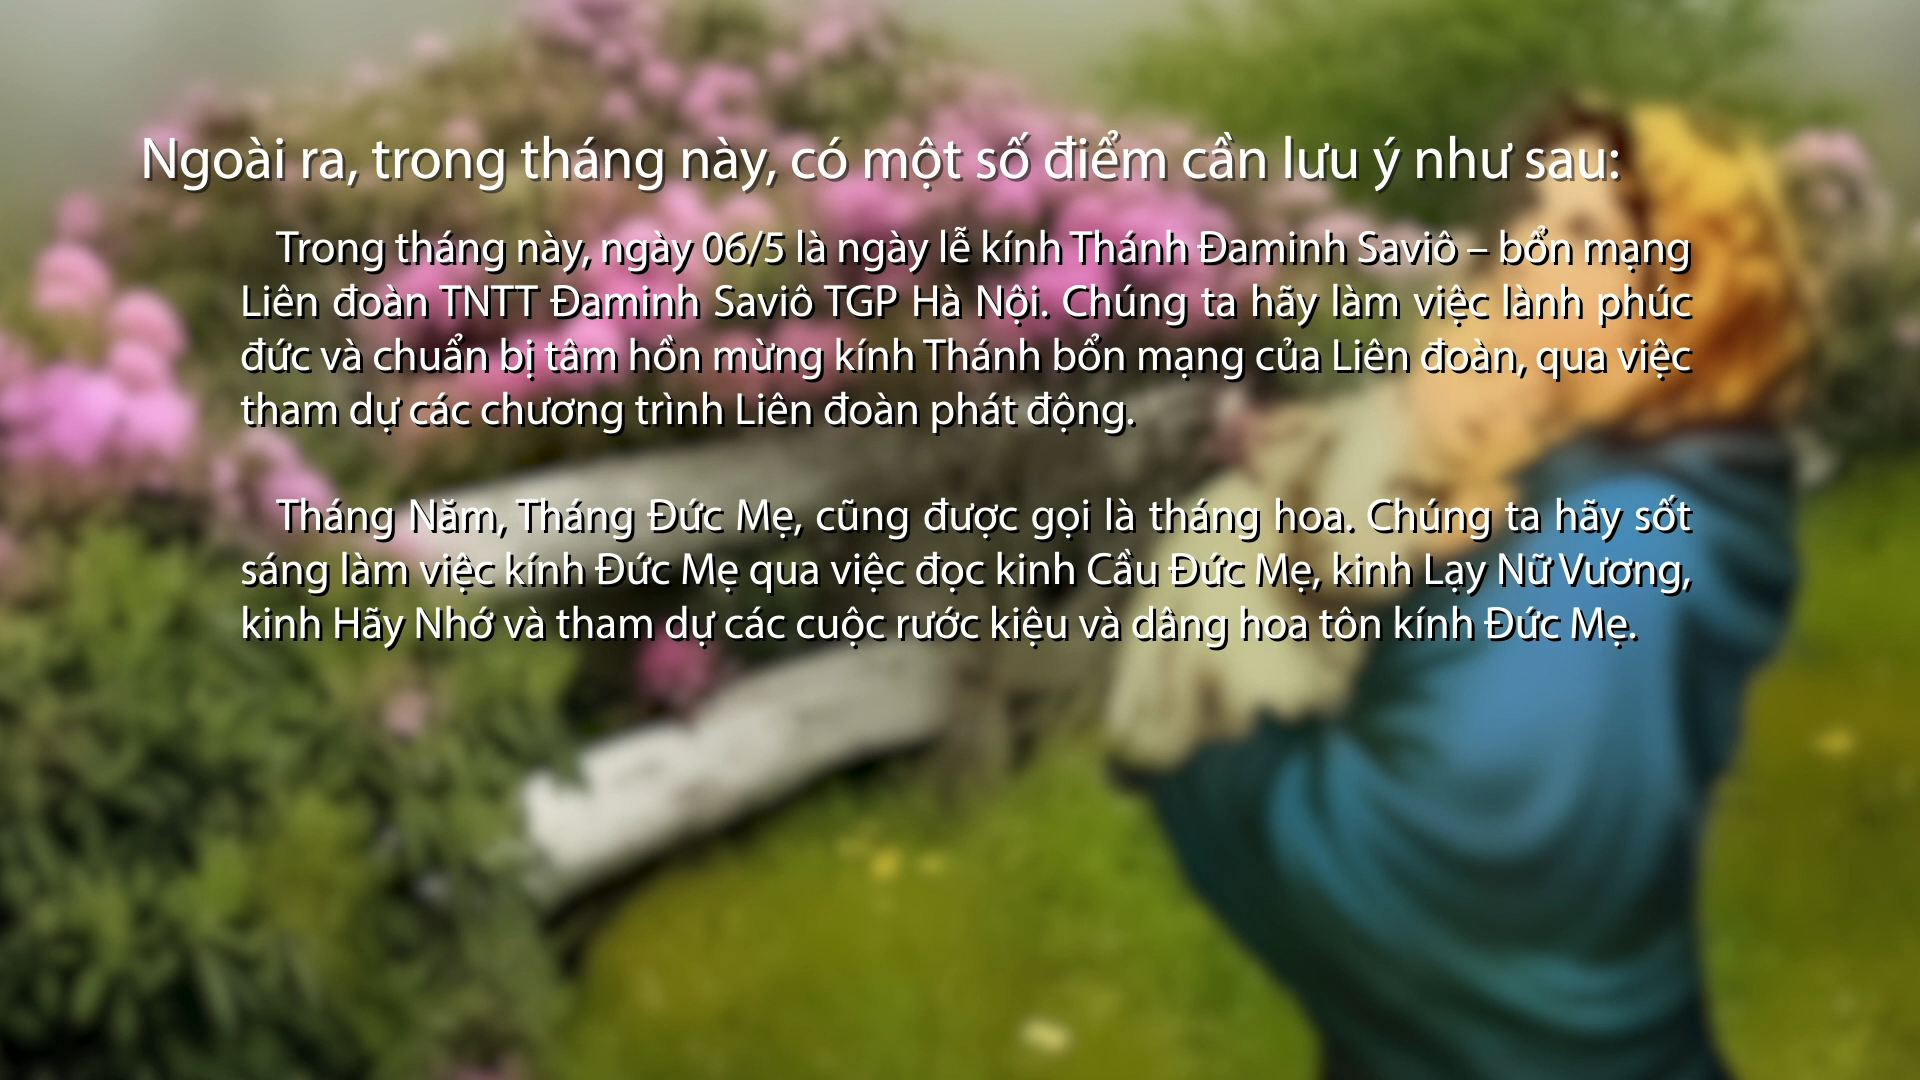 Ngoài ra, trong tháng này, có một số điểm cần lưu ý như sau:
Trong tháng này, ngày 06/5 là ngày lễ kính Thánh Đaminh Saviô – bổn mạng
Liên đoàn TNTT Đaminh Saviô TGP Hà Nội. Chúng ta hãy làm việc lành phúc
đức và chuẩn bị tâm hồn mừng kính Thánh bổn mạng của Liên đoàn, qua việc
tham dự các chương trình Liên đoàn phát động.
Tháng Năm, Tháng Đức Mẹ, cũng được gọi là tháng hoa. Chúng ta hãy sốt
sáng làm việc kính Đức Mẹ qua việc đọc kinh Cầu Đức Mẹ, kinh Lạy Nữ Vương,
kinh Hãy Nhớ và tham dự các cuộc rước kiệu và dâng hoa tôn kính Đức Mẹ.